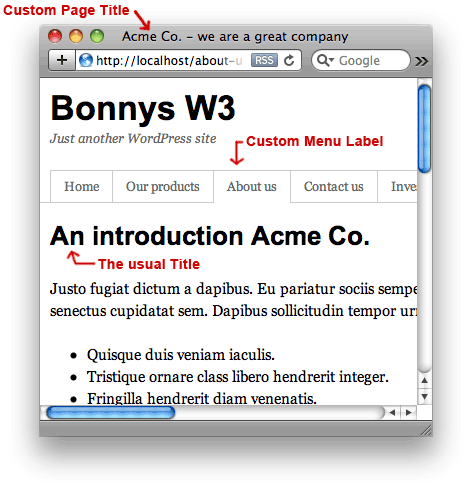 Custom Page Title
Acme Co. – we are a great company
http://localhost/about-u
RSS
Google
Bonnys W3
Just another WordPress site
Custom Menu Label
Home
Our products
About us
Contact us
Inves
An introduction Acme Co.
The usual Title
Justo fugiat dictum a dapibus. Eu pariatur sociis sempe
senectus cupidatat sem. Dapibus sollicitudin tempor urn
• Quisque duis veniam iaculis.
• Tristique ornare class libero hendrerit integer.
• Fringilla hendrerit diam venenatis.